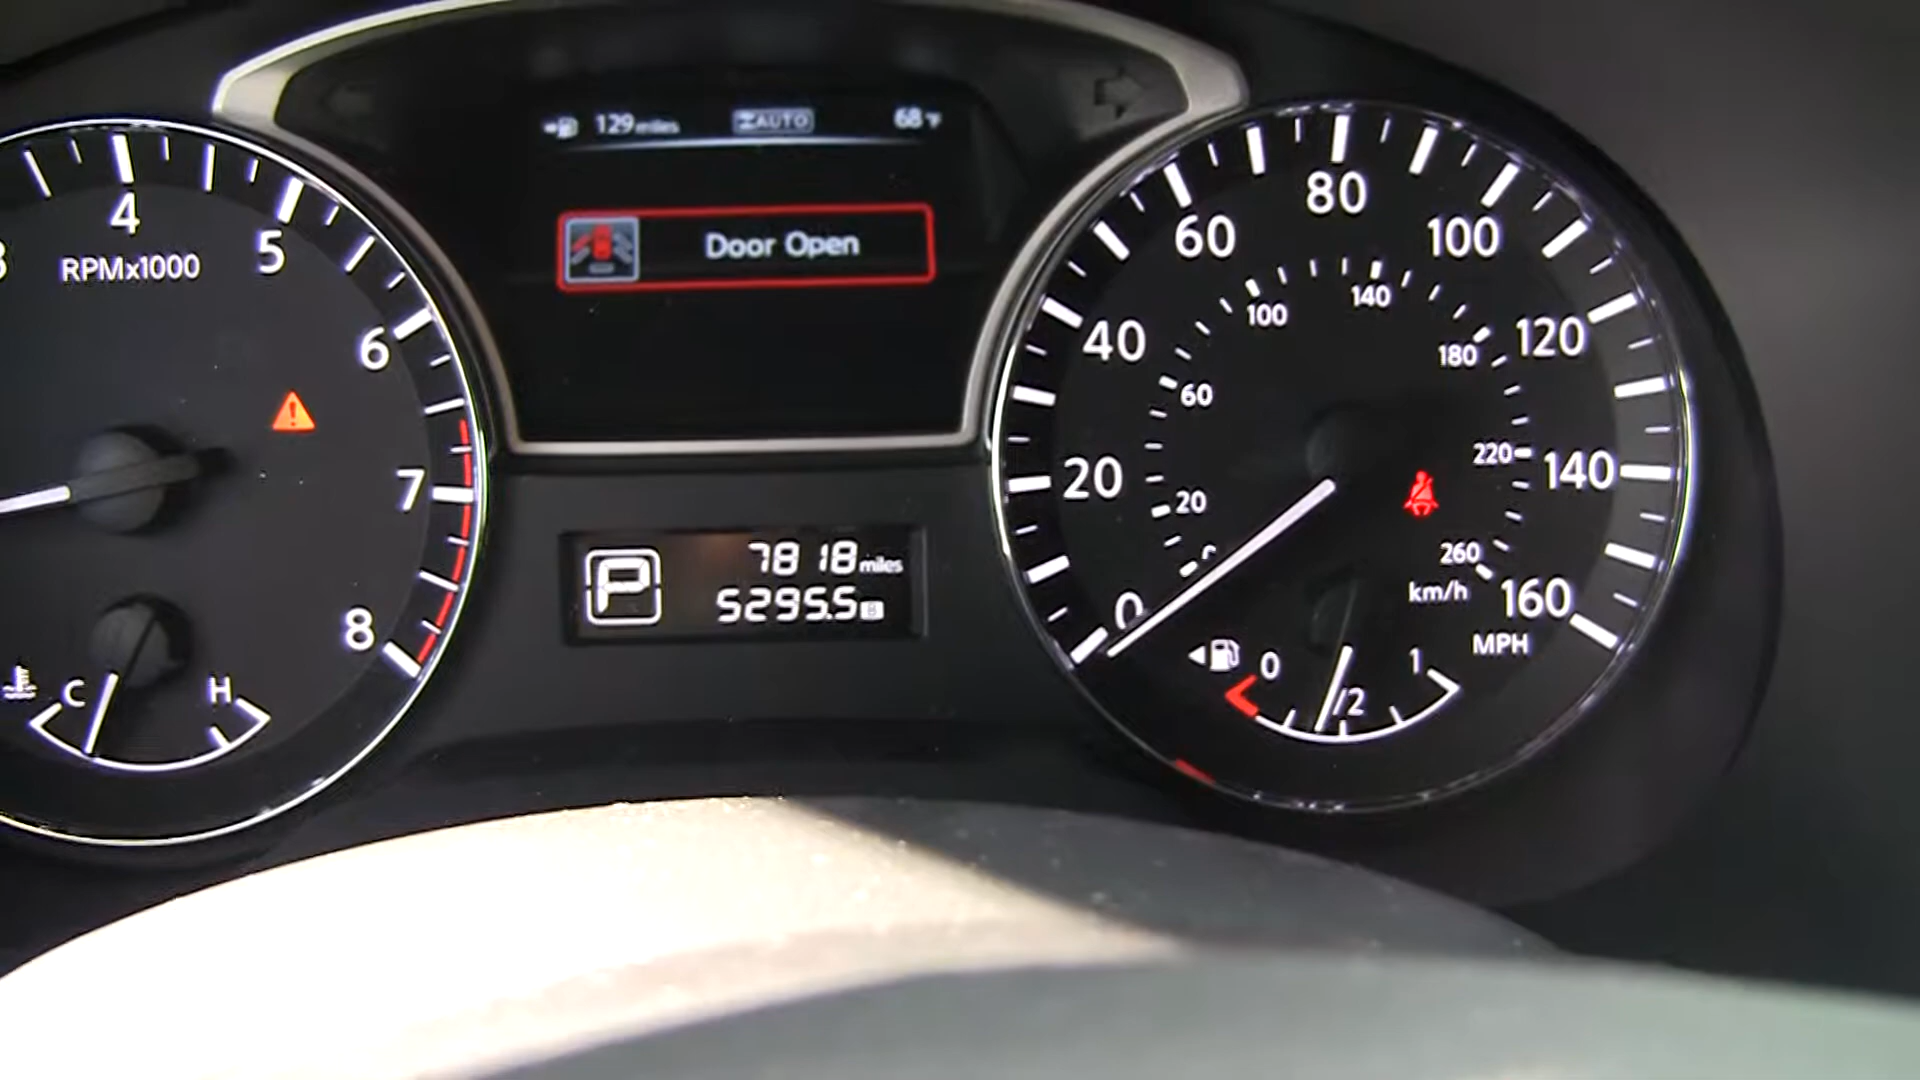 129 miles AUTO 68°F
Door Open
3 4 5 6 7 8
RPMx1000
C H
P
7818 miles
5295.5 B
0 20 40 60 80 100 120 140 160
20 60 100 140 180 220 260
km/h
MPH
0 1/2 1